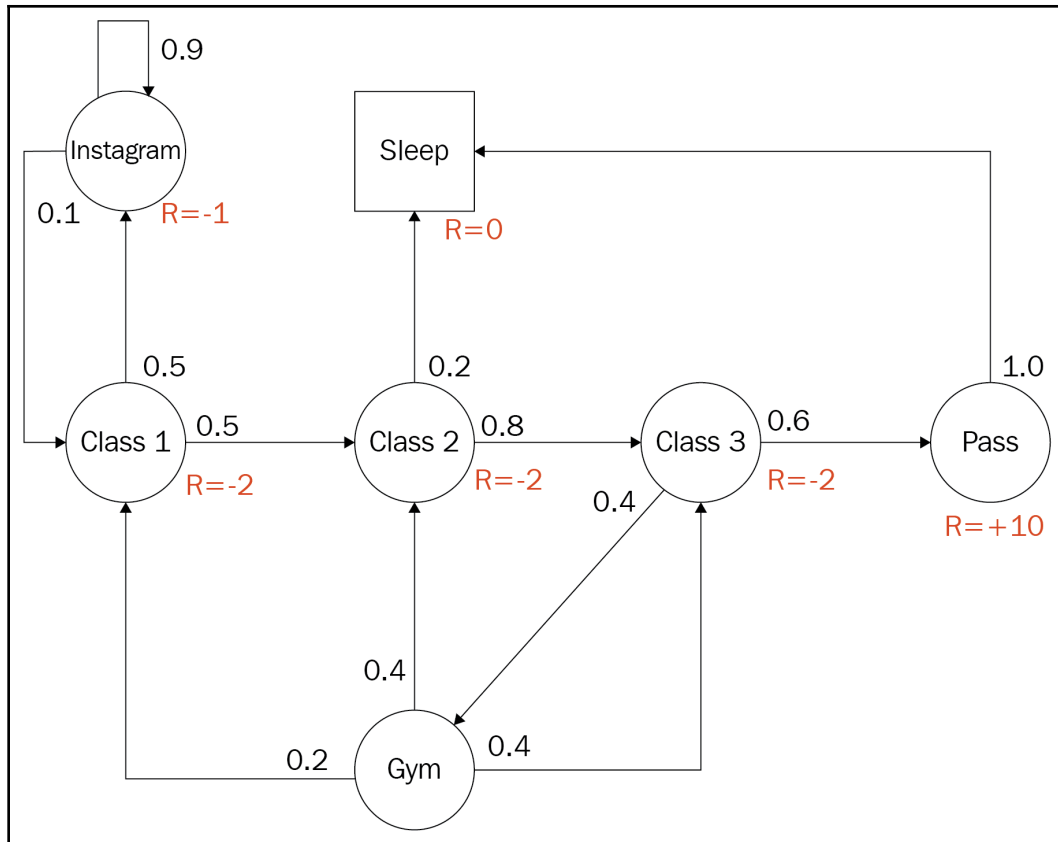 0.9
Instagram
Sleep
0.1
R=-1
R=0
0.5
0.2
1.0
Class 1
0.5
Class 2
0.8
Class 3
0.6
Pass
R=-2
R=-2
R=-2
0.4
R=+10
0.4
0.2
Gym
0.4